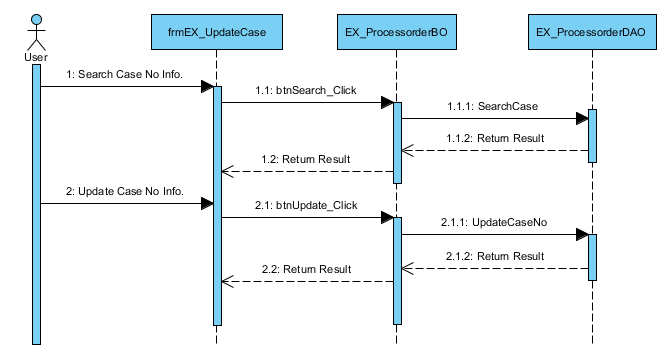 User
frmEX_UpdateCase
EX_ProcessorderBO
EX_ProcessorderDAO
1: Search Case No Info.
1.1: btnSearch_Click
1.1.1: SearchCase
1.1.2: Return Result
1.2: Return Result
2: Update Case No Info.
2.1: btnUpdate_Click
2.1.1: UpdateCaseNo
2.1.2: Return Result
2.2: Return Result